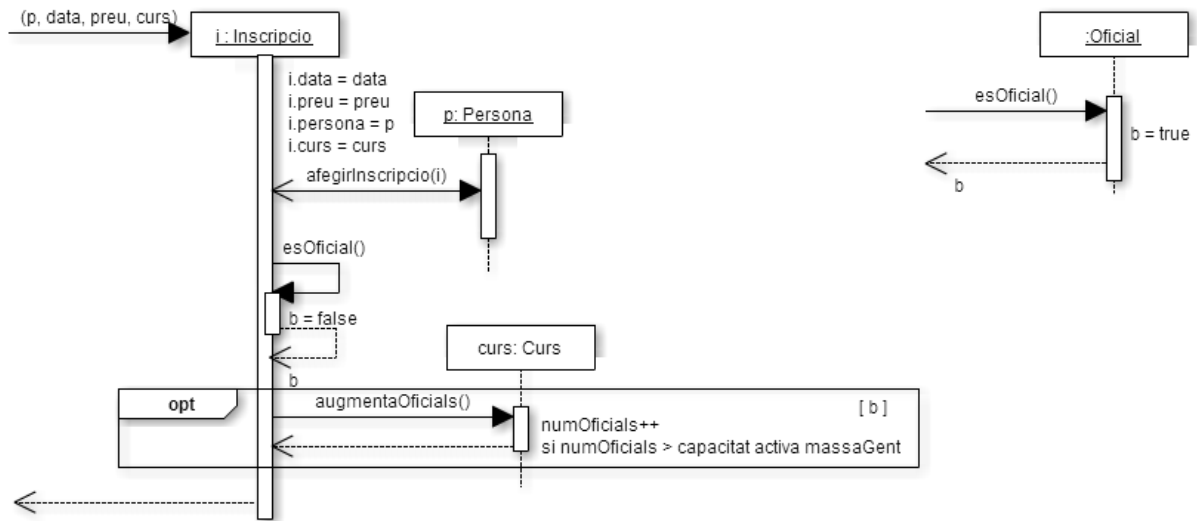 (p, data, preu, curs)
i : Inscripcio
:Oficial
i.data = data
i.preu = preu
i.persona = p
i.curs = curs
p: Persona
esOficial()
b = true
b
afegirInscripcio(i)
esOficial()
b = false
b
curs: Curs
opt
augmentaOficials()
[ b ]
numOficials++
si numOficials > capacitat activa massaGent